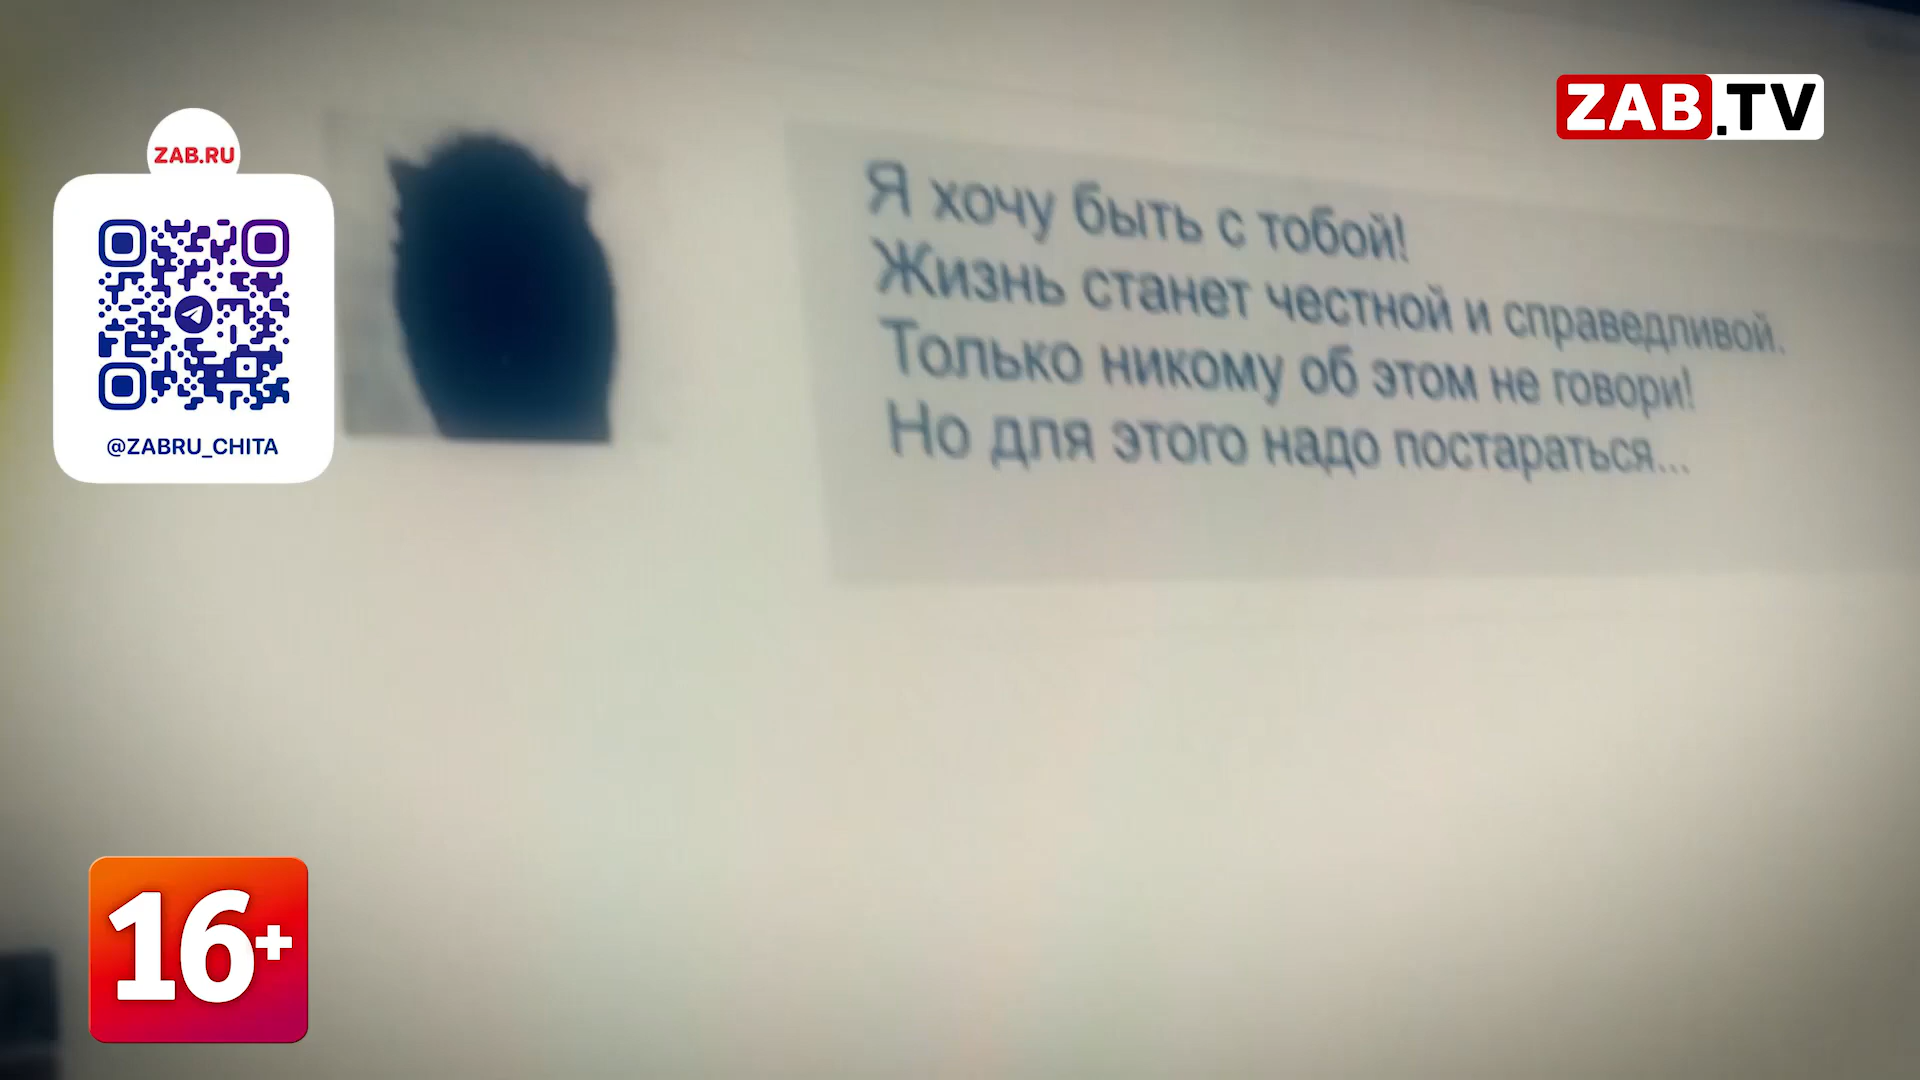 ZAB.TV
ZAB.RU
@ZABRU_CHITA
Я хочу быть с тобой!
Жизнь станет честной и справедливой.
Только никому об этом не говори!
Но для этого надо постараться...
16+